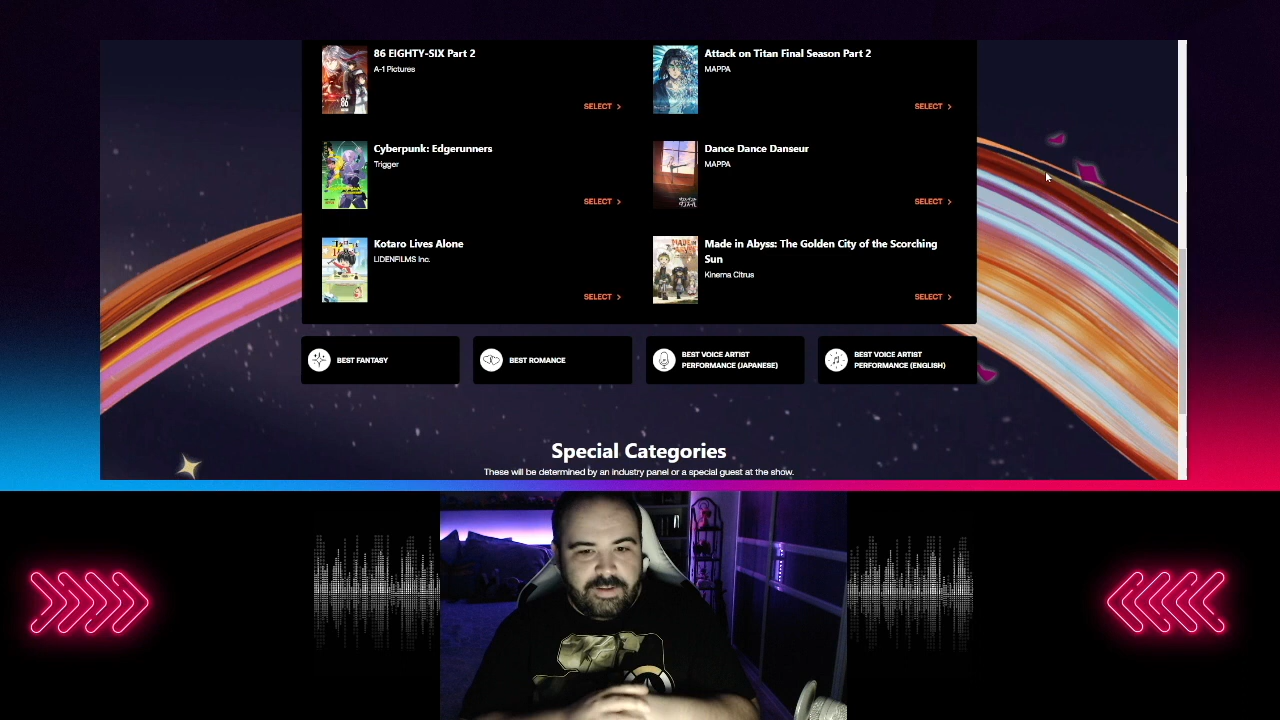 86 EIGHTY-SIX Part 2
A-1 Pictures
SELECT
Attack on Titan Final Season Part 2
MAPPA
SELECT
Cyberpunk: Edgerunners
Trigger
SELECT
Dance Dance Danseur
MAPPA
SELECT
Kotaro Lives Alone
LIDENFILMS Inc.
SELECT
Made in Abyss: The Golden City of the Scorching
Sun
Kinema Citrus
SELECT
BEST FANTASY
BEST ROMANCE
BEST VOICE ARTIST
PERFORMANCE (JAPANESE)
BEST VOICE ARTIST
PERFORMANCE (ENGLISH)
Special Categories
These will be determined by an industry panel or a special guest at the show.